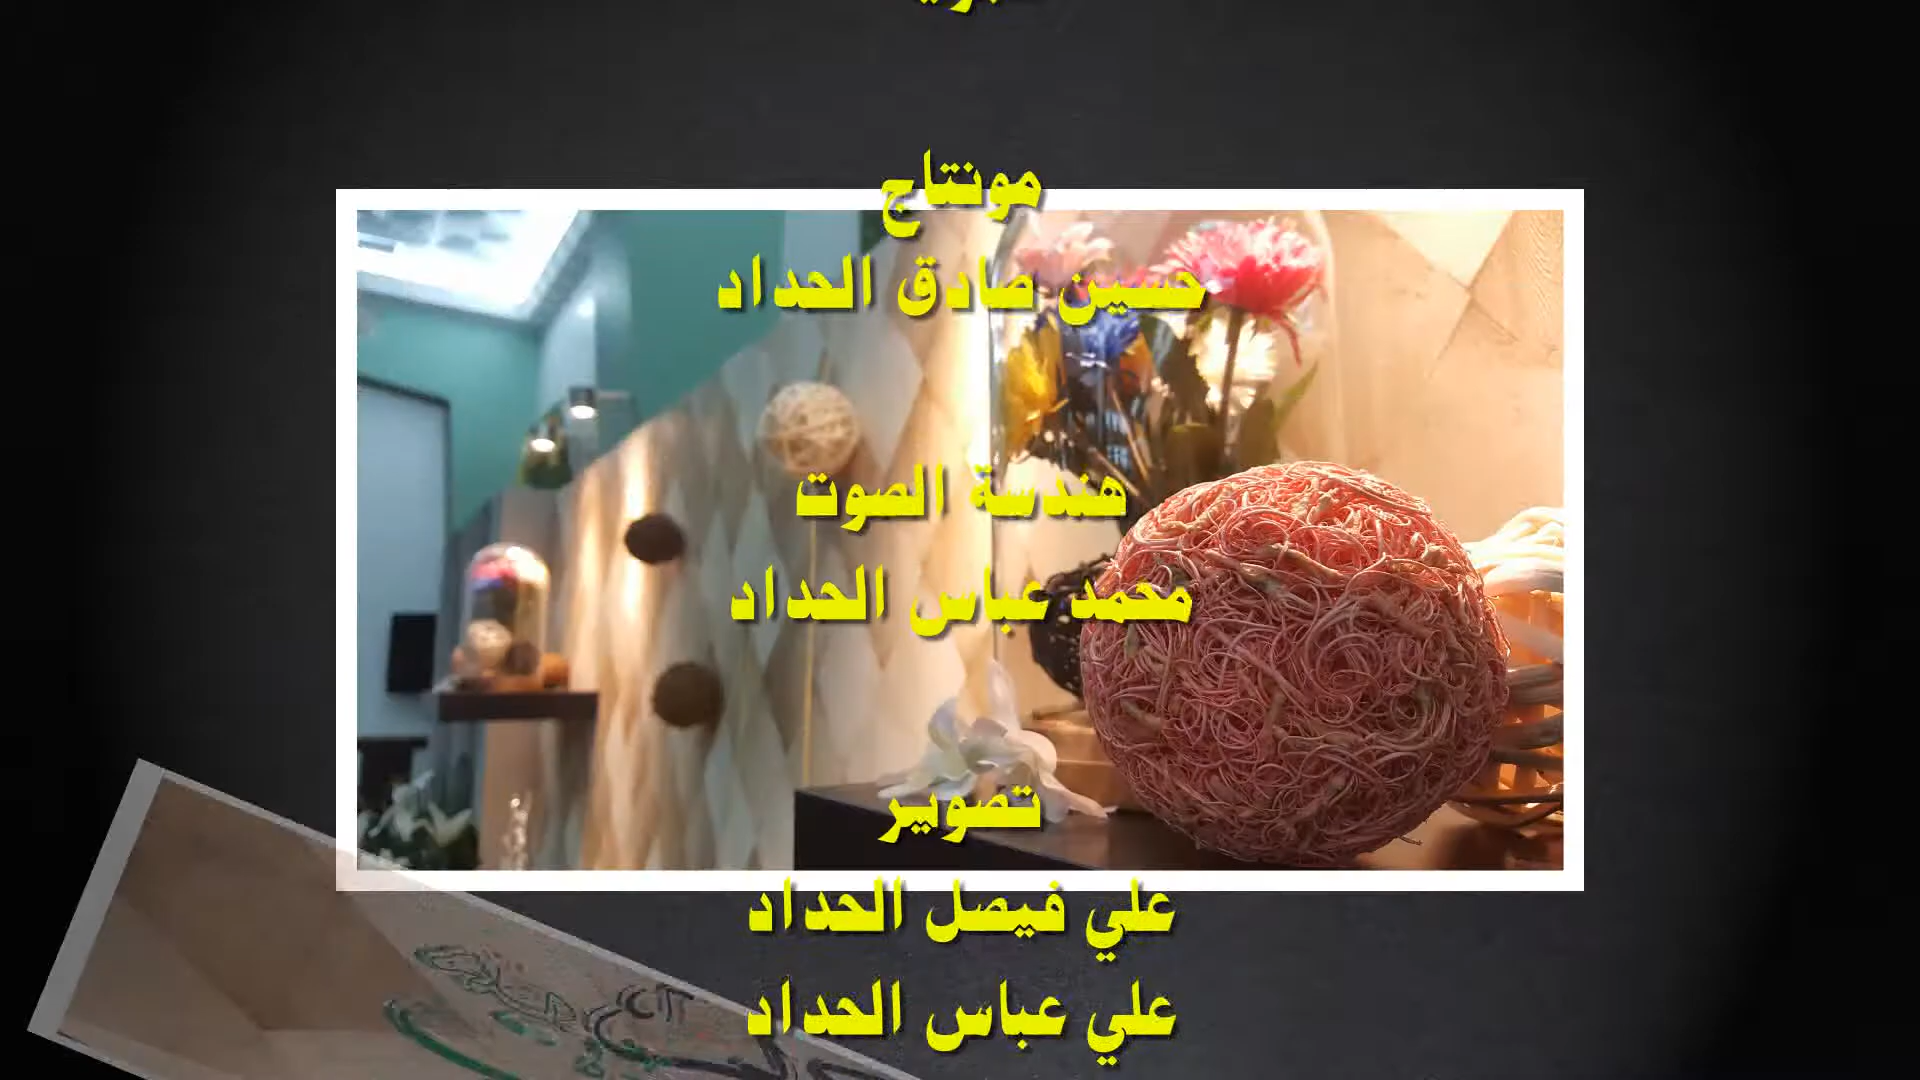 مونتاج
حسين صادق الحداد
هندسة الصوت
محمد عباس الحداد
تصوير
علي فيصل الحداد
علي عباس الحداد